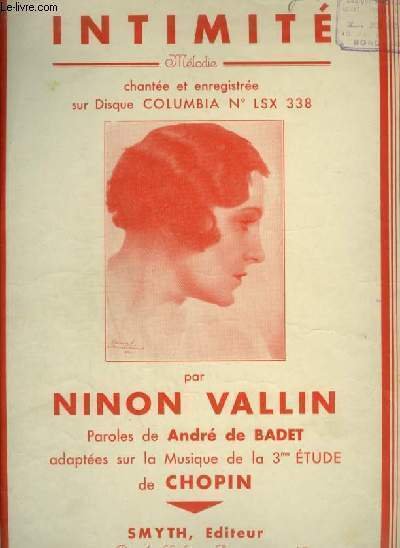 www.Le-livre.com
INTIMITÉ
Mélodie
chantée et enregistrée
sur Disque COLUMBIA N° LSX 338
par
NINON VALLIN
Paroles de André de BADET
adaptées sur la Musique de la 3me ÉTUDE
de CHOPIN
SMYTH, Editeur